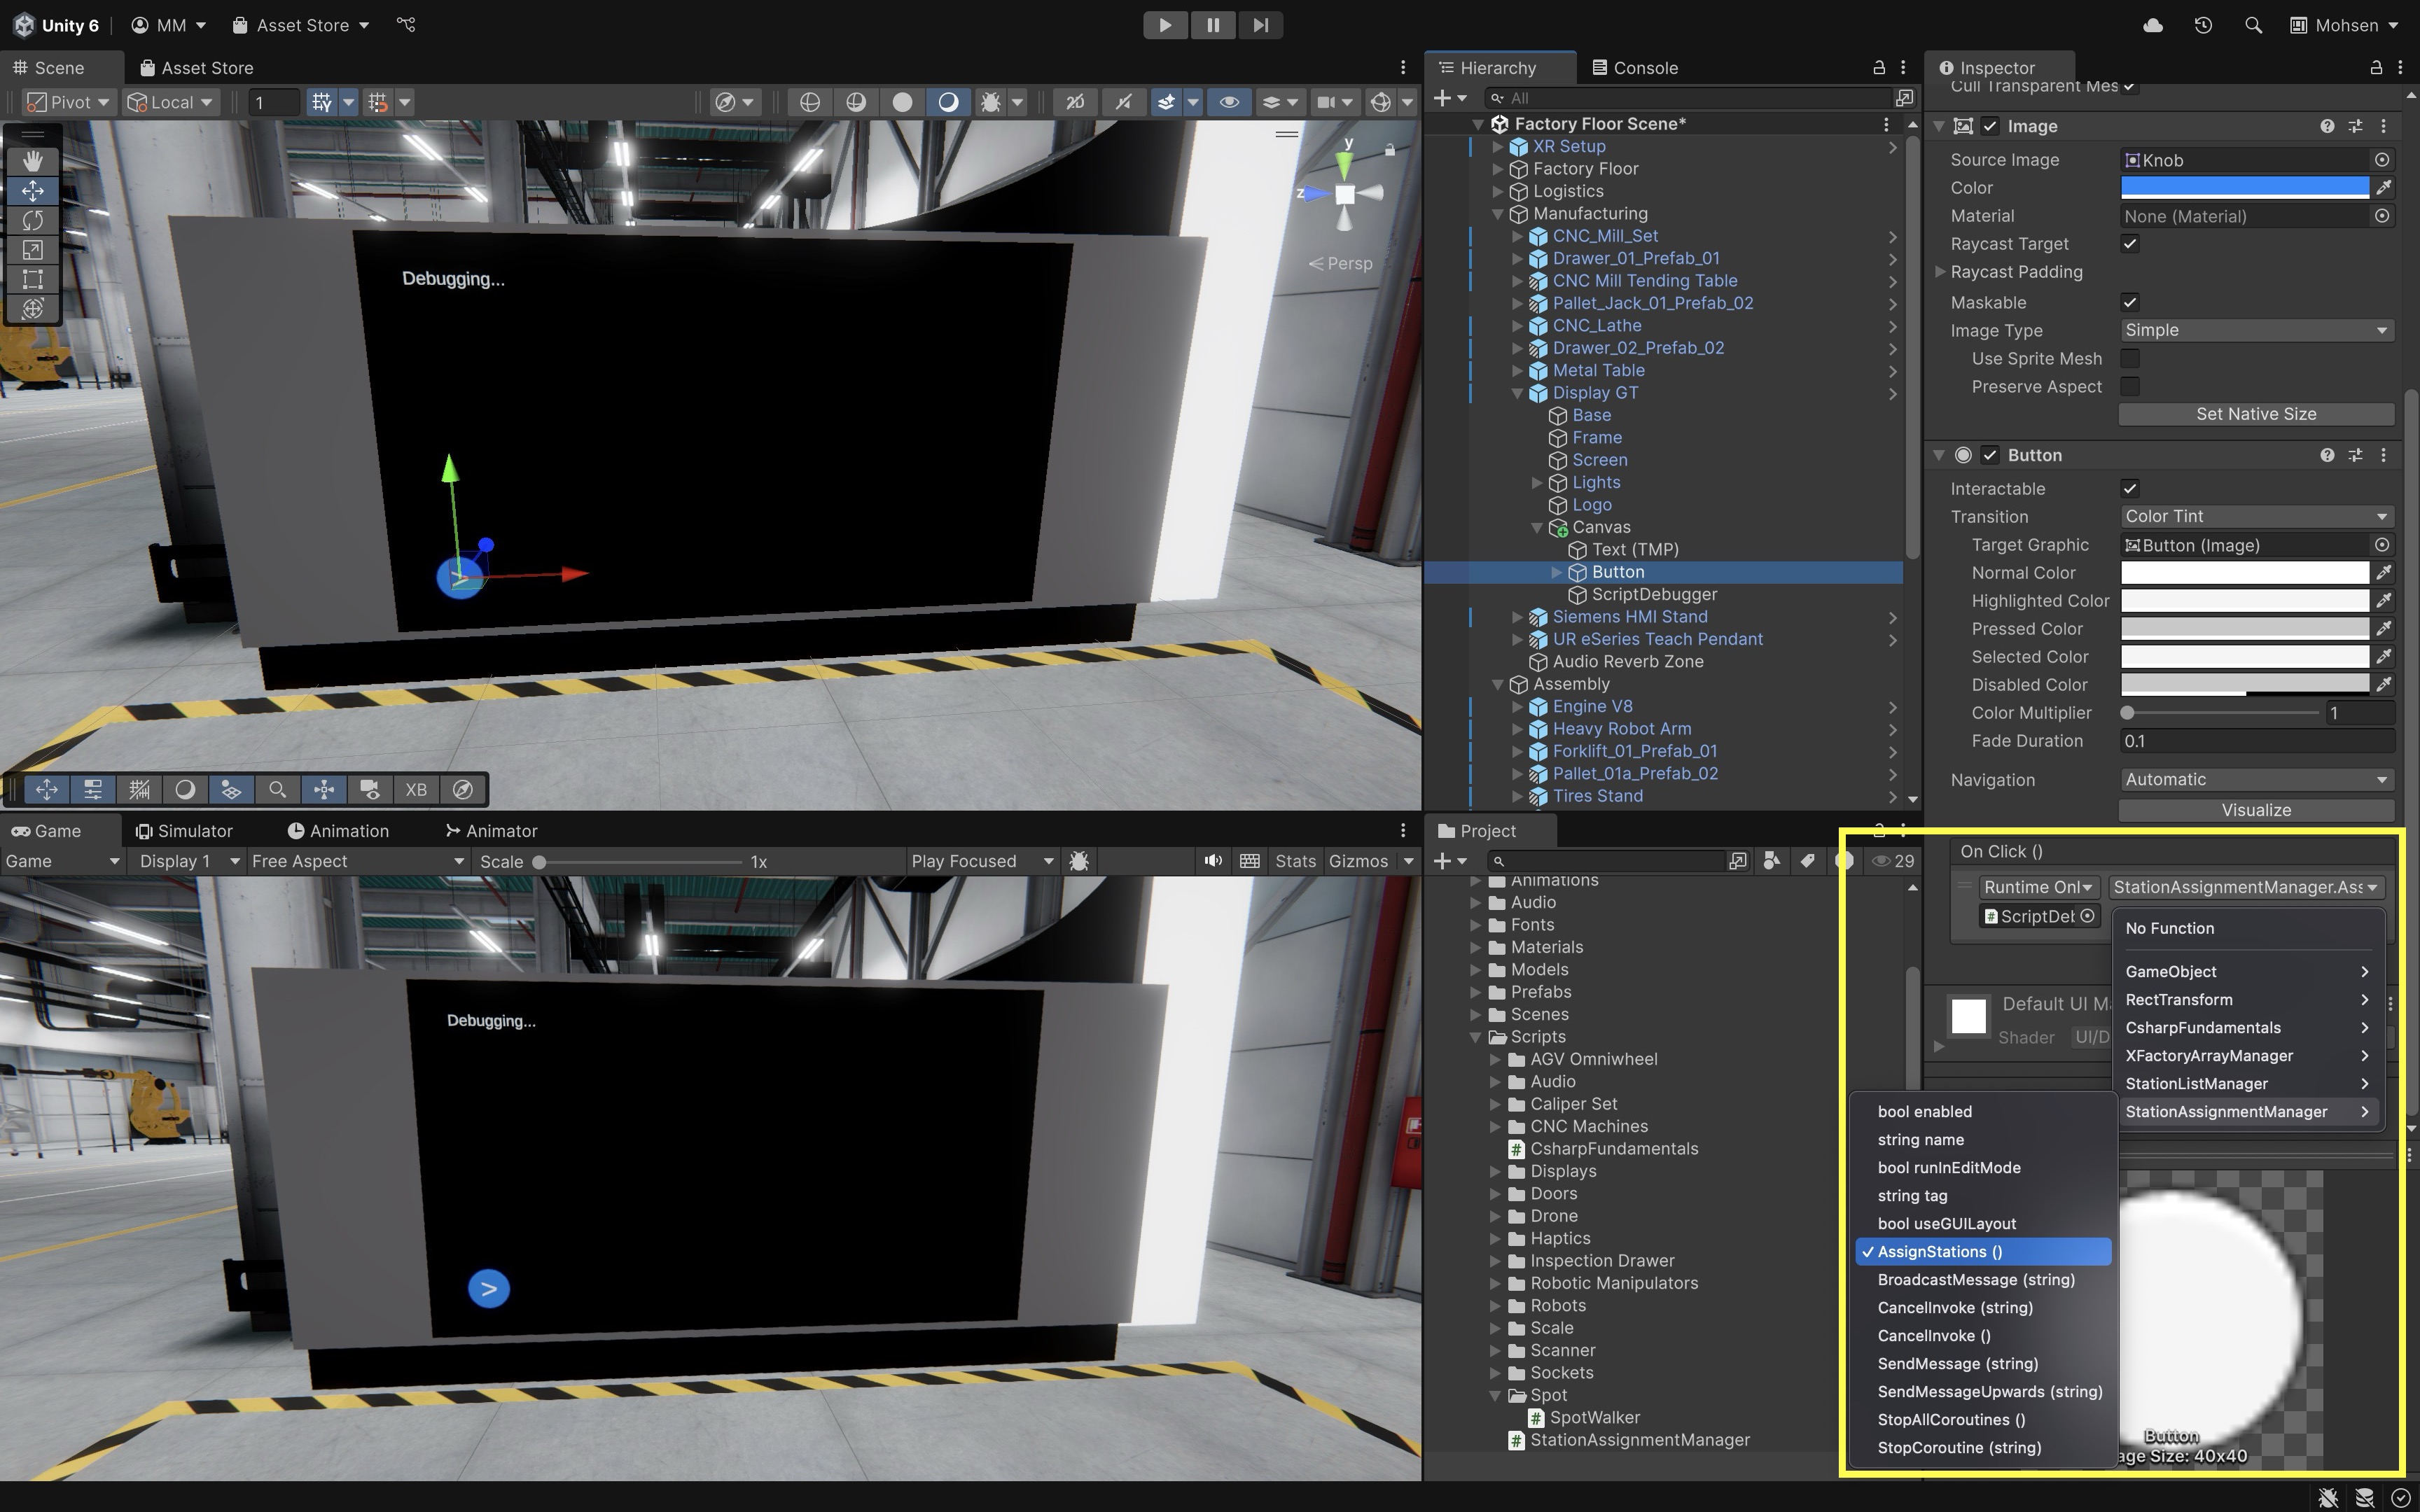 Unity 6
MM
Asset Store
Mohsen
Scene
Asset Store
Pivot
Local
1
2D
y
z
Persp
Debugging...
>
XB
Game
Simulator
Animation
Animator
Game
Display 1
Free Aspect
Scale
1x
Play Focused
Stats
Gizmos
Debugging...
>
Hierarchy
Console
All
Factory Floor Scene*
XR Setup
Factory Floor
Logistics
Manufacturing
CNC_Mill_Set
Drawer_01_Prefab_01
CNC Mill Tending Table
Pallet_Jack_01_Prefab_02
CNC_Lathe
Drawer_02_Prefab_02
Metal Table
Display GT
Base
Frame
Screen
Lights
Logo
Canvas
Text (TMP)
Button
ScriptDebugger
Siemens HMI Stand
UR eSeries Teach Pendant
Audio Reverb Zone
Assembly
Engine V8
Heavy Robot Arm
Forklift_01_Prefab_01
Pallet_01a_Prefab_02
Tires Stand
Project
29
Animations
Audio
Fonts
Materials
Models
Prefabs
Scenes
Scripts
AGV Omniwheel
Audio
Caliper Set
CNC Machines
CsharpFundamentals
Displays
Doors
Drone
Haptics
Inspection Drawer
Robotic Manipulators
Robots
Scale
Scanner
Sockets
Spot
SpotWalker
StationAssignmentManager
Inspector
Cull Transparent Mes
Image
Source Image
Knob
Color
Material
None (Material)
Raycast Target
Raycast Padding
Maskable
Image Type
Simple
Use Sprite Mesh
Preserve Aspect
Set Native Size
Button
Interactable
Transition
Color Tint
Target Graphic
Button (Image)
Normal Color
Highlighted Color
Pressed Color
Selected Color
Disabled Color
Color Multiplier
1
Fade Duration
0.1
Navigation
Automatic
Visualize
On Click ()
Runtime Onl
StationAssignmentManager.Ass
ScriptDeb
No Function
GameObject
RectTransform
CsharpFundamentals
XFactoryArrayManager
StationListManager
StationAssignmentManager
Default UI Ma
Shader
UI/D
bool enabled
string name
bool runInEditMode
string tag
bool useGUILayout
AssignStations ()
BroadcastMessage (string)
CancelInvoke (string)
CancelInvoke ()
SendMessage (string)
SendMessageUpwards (string)
StopAllCoroutines ()
StopCoroutine (string)
Button
age Size: 40x40